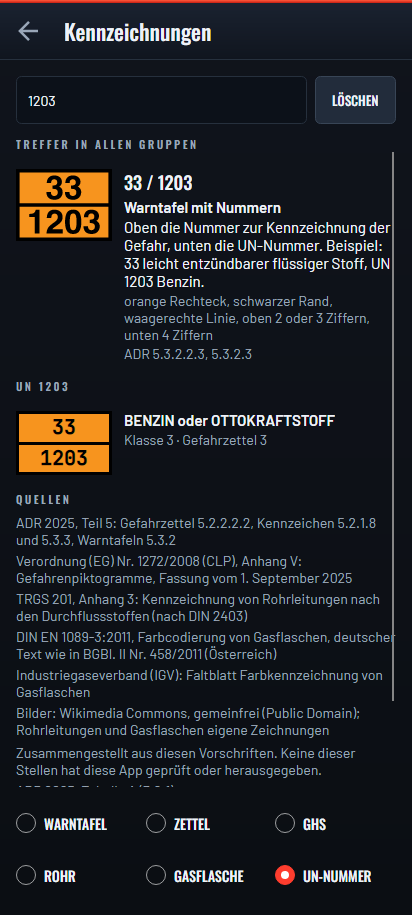 Kennzeichnungen
1203
LÖSCHEN
TREFFER IN ALLEN GRUPPEN
33
1203
33 / 1203
Warntafel mit Nummern
Oben die Nummer zur Kennzeichnung der
Gefahr, unten die UN-Nummer. Beispiel:
33 leicht entzündbarer flüssiger Stoff, UN
1203 Benzin.
orange Rechteck, schwarzer Rand,
waagerechte Linie, oben 2 oder 3 Ziffern,
unten 4 Ziffern
ADR 5.3.2.2.3, 5.3.2.3
UN 1203
33
1203
BENZIN oder OTTOKRAFTSTOFF
Klasse 3 · Gefahrzettel 3
QUELLEN
ADR 2025, Teil 5: Gefahrzettel 5.2.2.2.2, Kennzeichen 5.2.1.8
und 5.3.3, Warntafeln 5.3.2
Verordnung (EG) Nr. 1272/2008 (CLP), Anhang V:
Gefahrenpiktogramme, Fassung vom 1. September 2025
TRGS 201, Anhang 3: Kennzeichnung von Rohrleitungen nach
den Durchflussstoffen (nach DIN 2403)
DIN EN 1089-3:2011, Farbcodierung von Gasflaschen, deutscher
Text wie in BGBl. II Nr. 458/2011 (Österreich)
Industriegaseverband (IGV): Faltblatt Farbkennzeichnung von
Gasflaschen
Bilder: Wikimedia Commons, gemeinfrei (Public Domain);
Rohrleitungen und Gasflaschen eigene Zeichnungen
Zusammengestellt aus diesen Vorschriften. Keine dieser
Stellen hat diese App geprüft oder herausgegeben.
WARNTAFEL
ZETTEL
GHS
ROHR
GASFLASCHE
UN-NUMMER